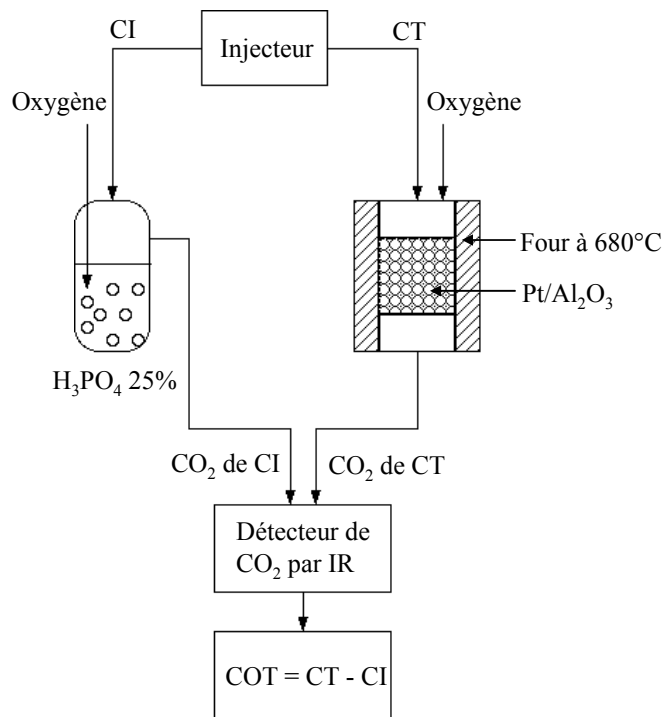 CI
Injecteur
CT
Oxygène
Oxygène
Four à 680°C
Pt/Al₂O₃
H₃PO₄ 25%
CO₂ de CI
CO₂ de CT
Détecteur de
CO₂ par IR
COT = CT - CI